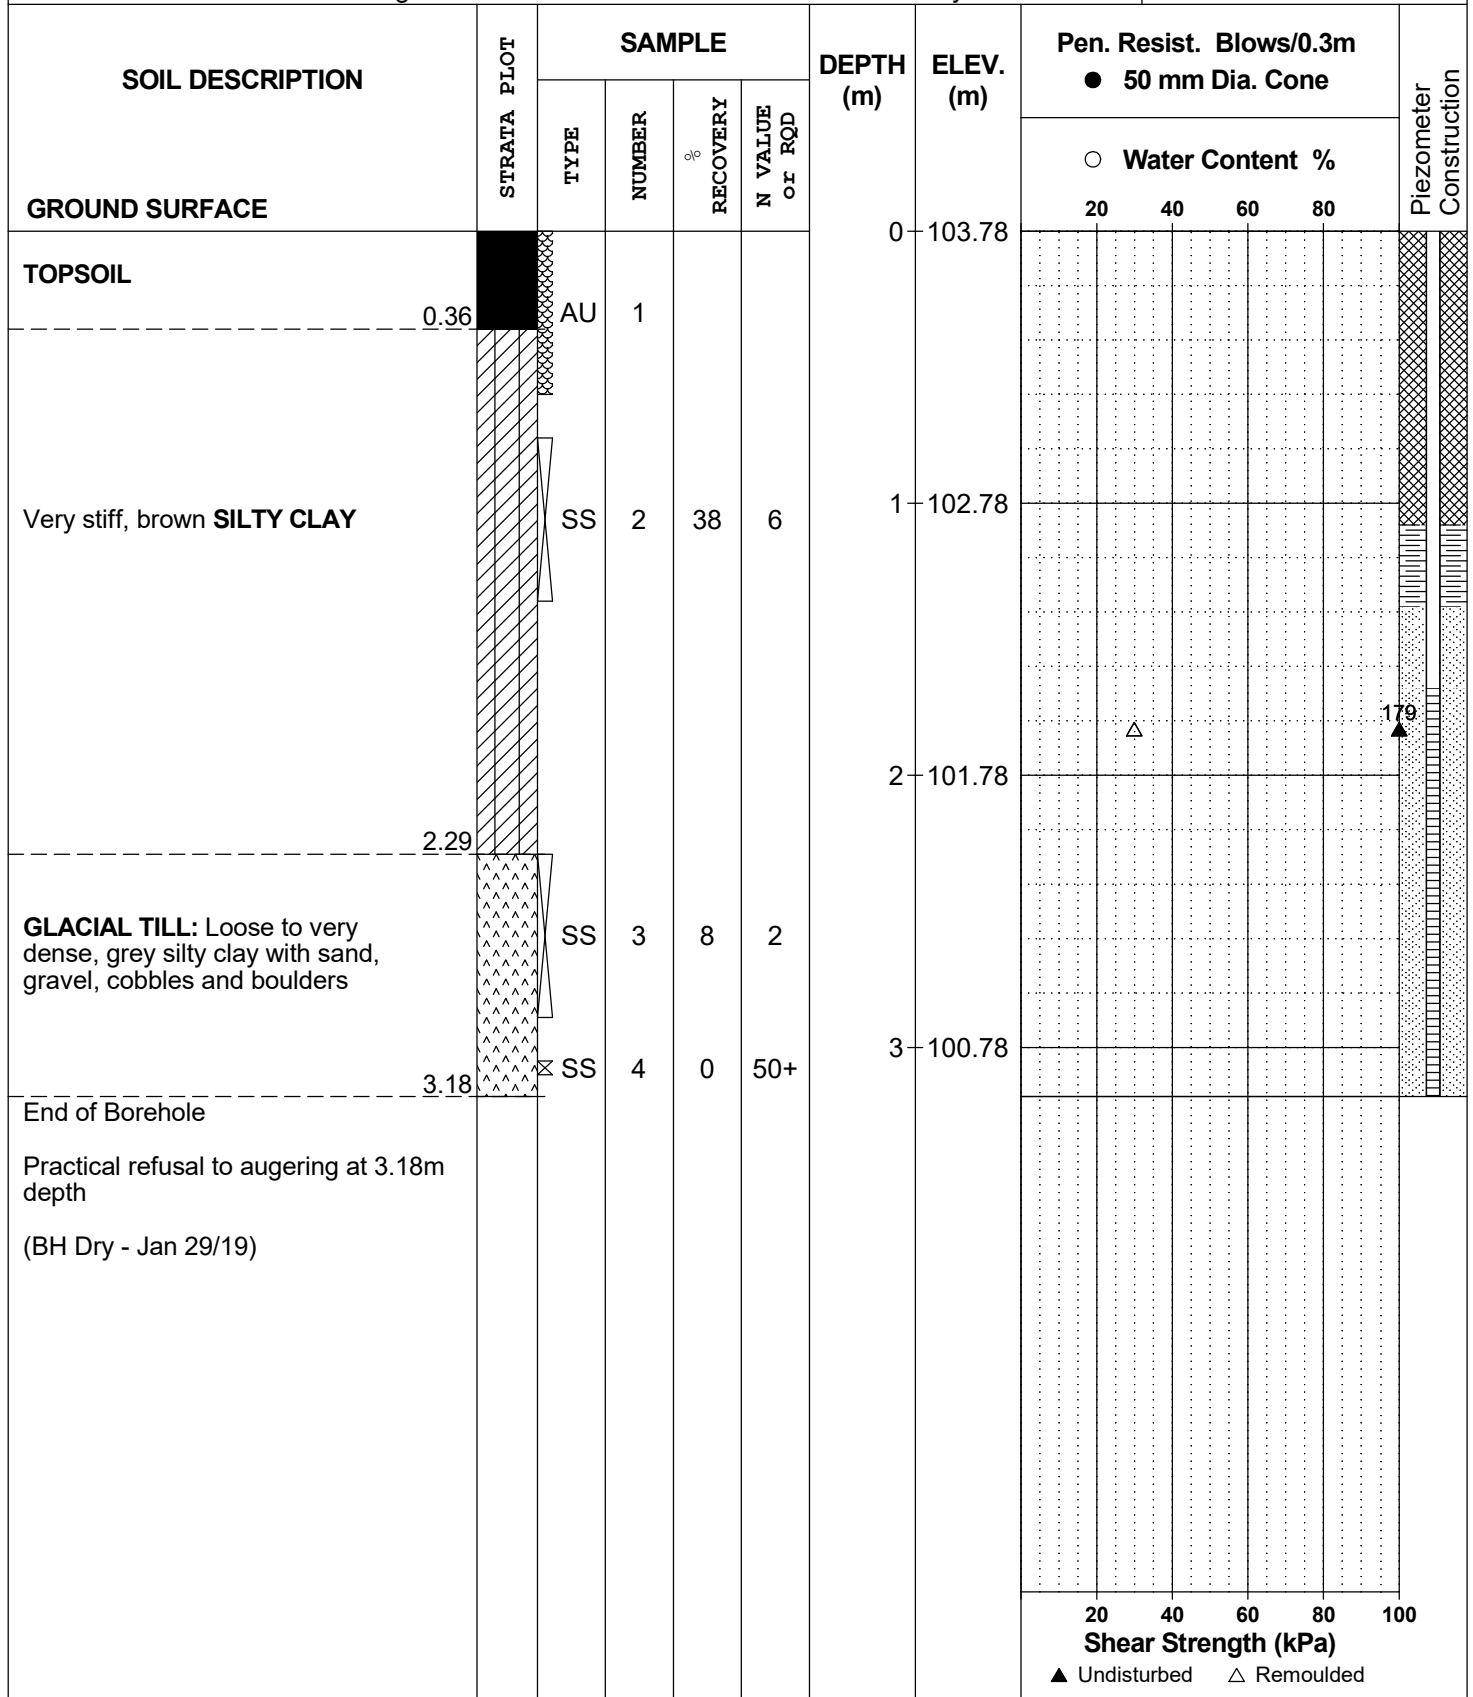 SOIL DESCRIPTION
GROUND SURFACE
STRATA PLOT
SAMPLE
TYPE
NUMBER
%
RECOVERY
N VALUE
or RQD
DEPTH
(m)
ELEV.
(m)
Pen. Resist. Blows/0.3m
● 50 mm Dia. Cone
○ Water Content %
20 40 60 80
Piezometer
Construction
0 103.78
TOPSOIL
0.36
AU 1
1 102.78
Very stiff, brown SILTY CLAY
SS 2 38 6
179
2 101.78
2.29
GLACIAL TILL: Loose to very
dense, grey silty clay with sand,
gravel, cobbles and boulders
SS 3 8 2
3 100.78
SS 4 0 50+
3.18
End of Borehole
Practical refusal to augering at 3.18m
depth
(BH Dry - Jan 29/19)
20 40 60 80 100
Shear Strength (kPa)
▲ Undisturbed △ Remoulded